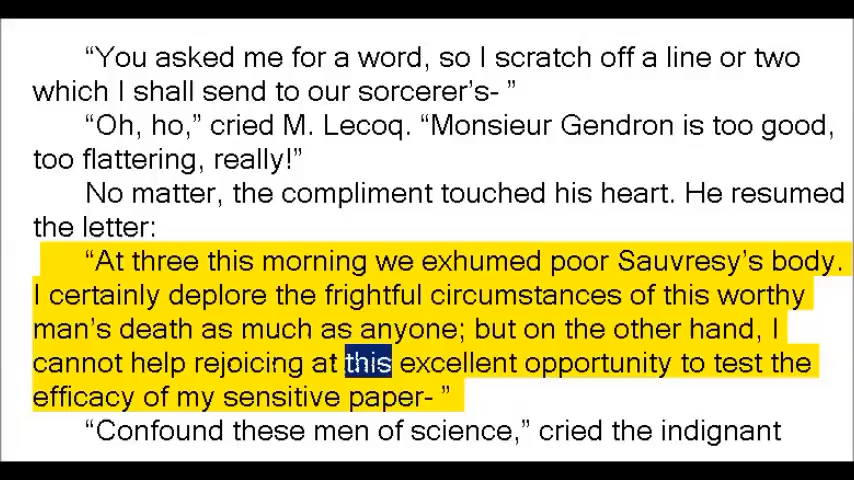 “You asked me for a word, so I scratch off a line or two
which I shall send to our sorcerer’s- ”
“Oh, ho,” cried M. Lecoq. “Monsieur Gendron is too good,
too flattering, really!”
No matter, the compliment touched his heart. He resumed
the letter:
“At three this morning we exhumed poor Sauvresy’s body.
I certainly deplore the frightful circumstances of this worthy
man’s death as much as anyone; but on the other hand, I
cannot help rejoicing at this excellent opportunity to test the
efficacy of my sensitive paper- ”
“Confound these men of science,” cried the indignant